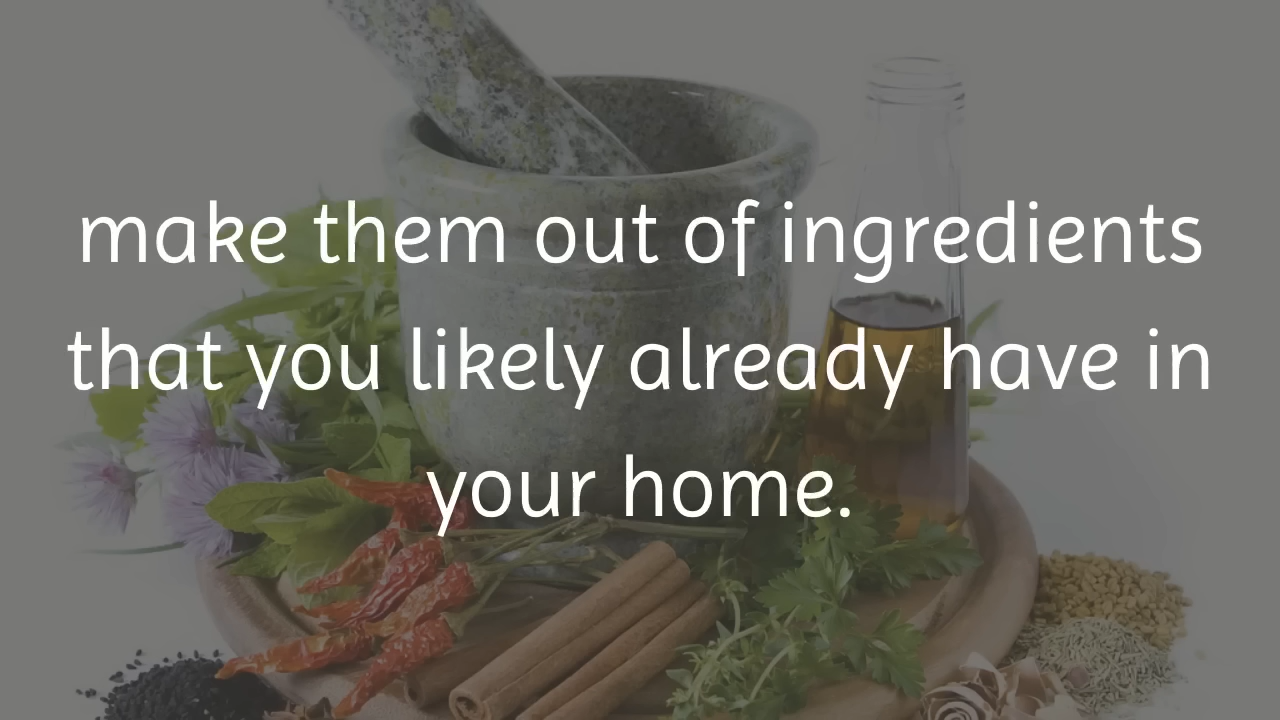 make them out of ingredients
that you likely already have in
your home.